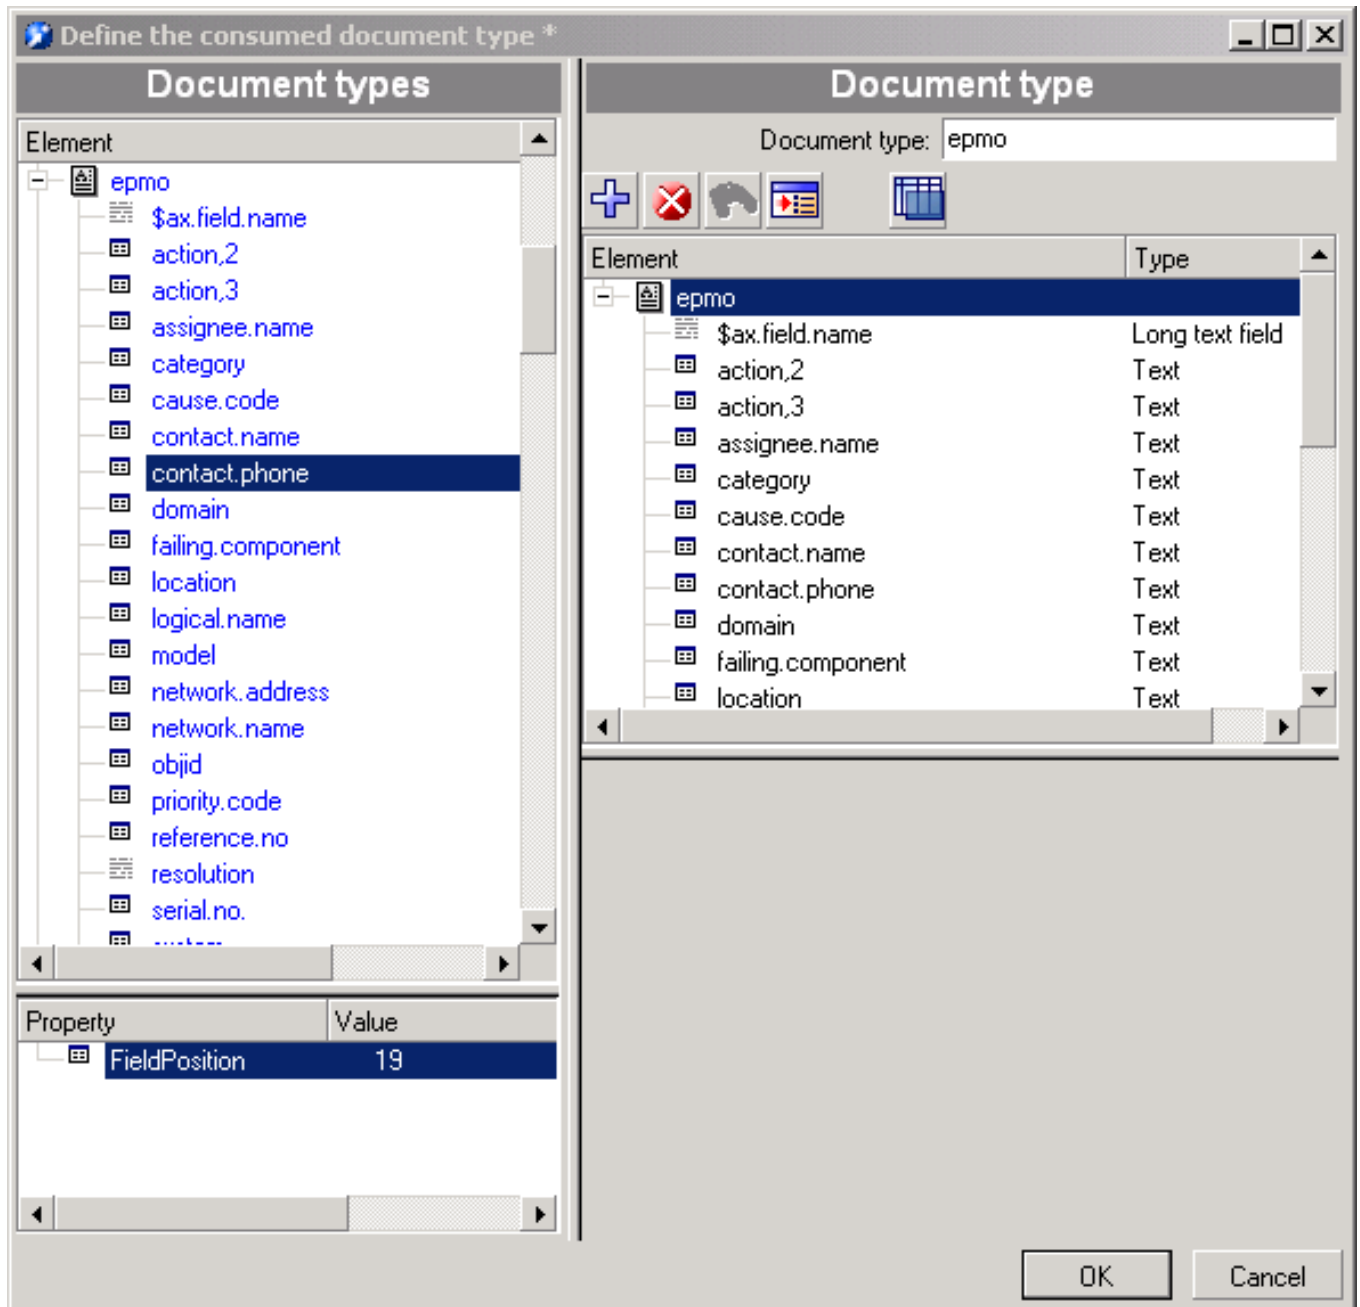 Define the consumed document type *
Document types
Element
epmo
$ax.field.name
action,2
action,3
assignee.name
category
cause.code
contact.name
contact.phone
domain
failing.component
location
logical.name
model
network.address
network.name
objid
priority.code
reference.no
resolution
serial.no.
Property Value
FieldPosition 19
Document type
Document type: epmo
Element Type
epmo
$ax.field.name Long text field
action,2 Text
action,3 Text
assignee.name Text
category Text
cause.code Text
contact.name Text
contact.phone Text
domain Text
failing.component Text
location Text
OK Cancel